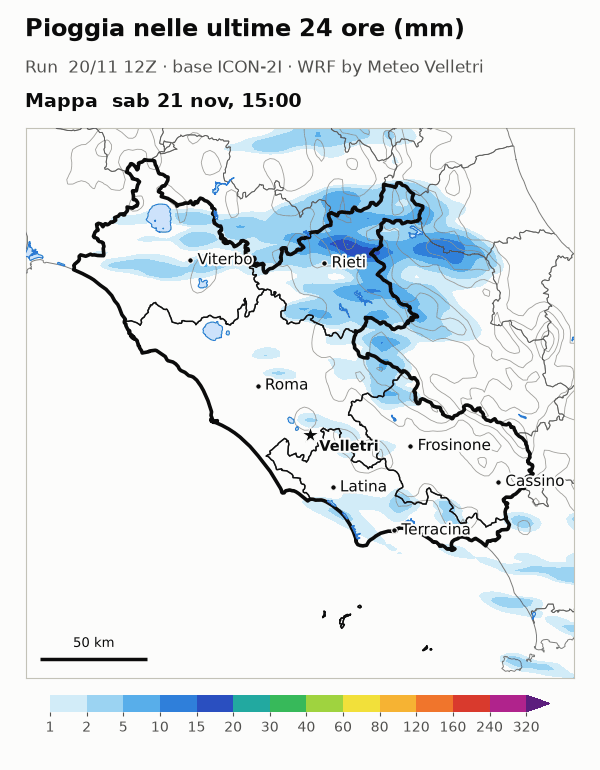 Pioggia nelle ultime 24 ore (mm)
Run  20/11 12Z · base ICON-2I · WRF by Meteo Velletri
Mappa  sab 21 nov, 15:00
Viterbo
Rieti
Roma
Velletri
Frosinone
Cassino
Latina
Terracina
50 km
1 2 5 10 15 20 30 40 60 80 120 160 240 320